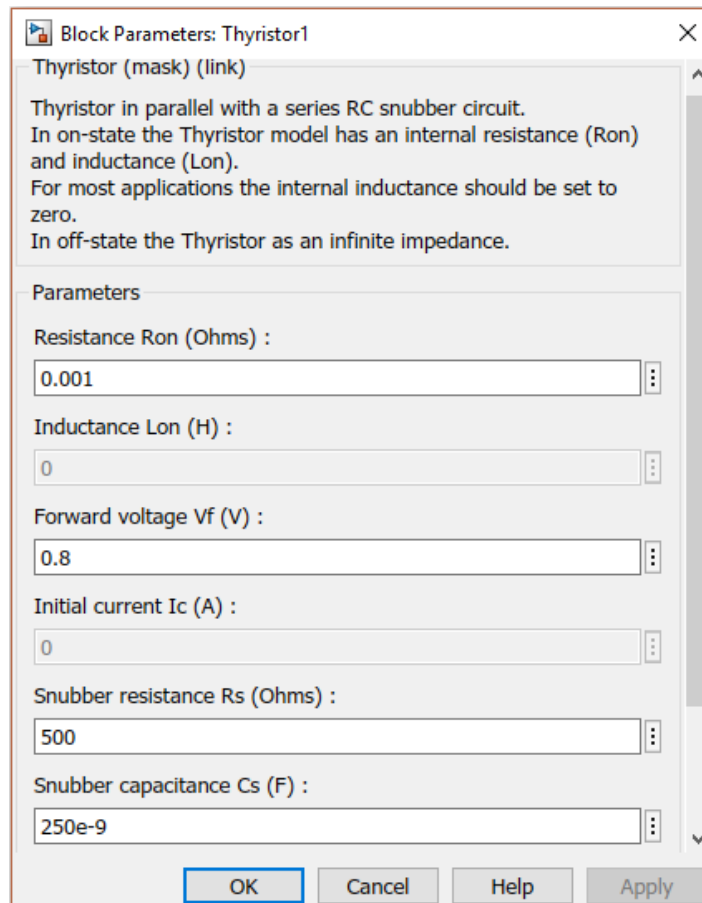 Block Parameters: Thyristor1
Thyristor (mask) (link)
Thyristor in parallel with a series RC snubber circuit.
In on-state the Thyristor model has an internal resistance (Ron)
and inductance (Lon).
For most applications the internal inductance should be set to
zero.
In off-state the Thyristor as an infinite impedance.
Parameters
Resistance Ron (Ohms) :
0.001
Inductance Lon (H) :
0
Forward voltage Vf (V) :
0.8
Initial current Ic (A) :
0
Snubber resistance Rs (Ohms) :
500
Snubber capacitance Cs (F) :
250e-9
OK Cancel Help Apply